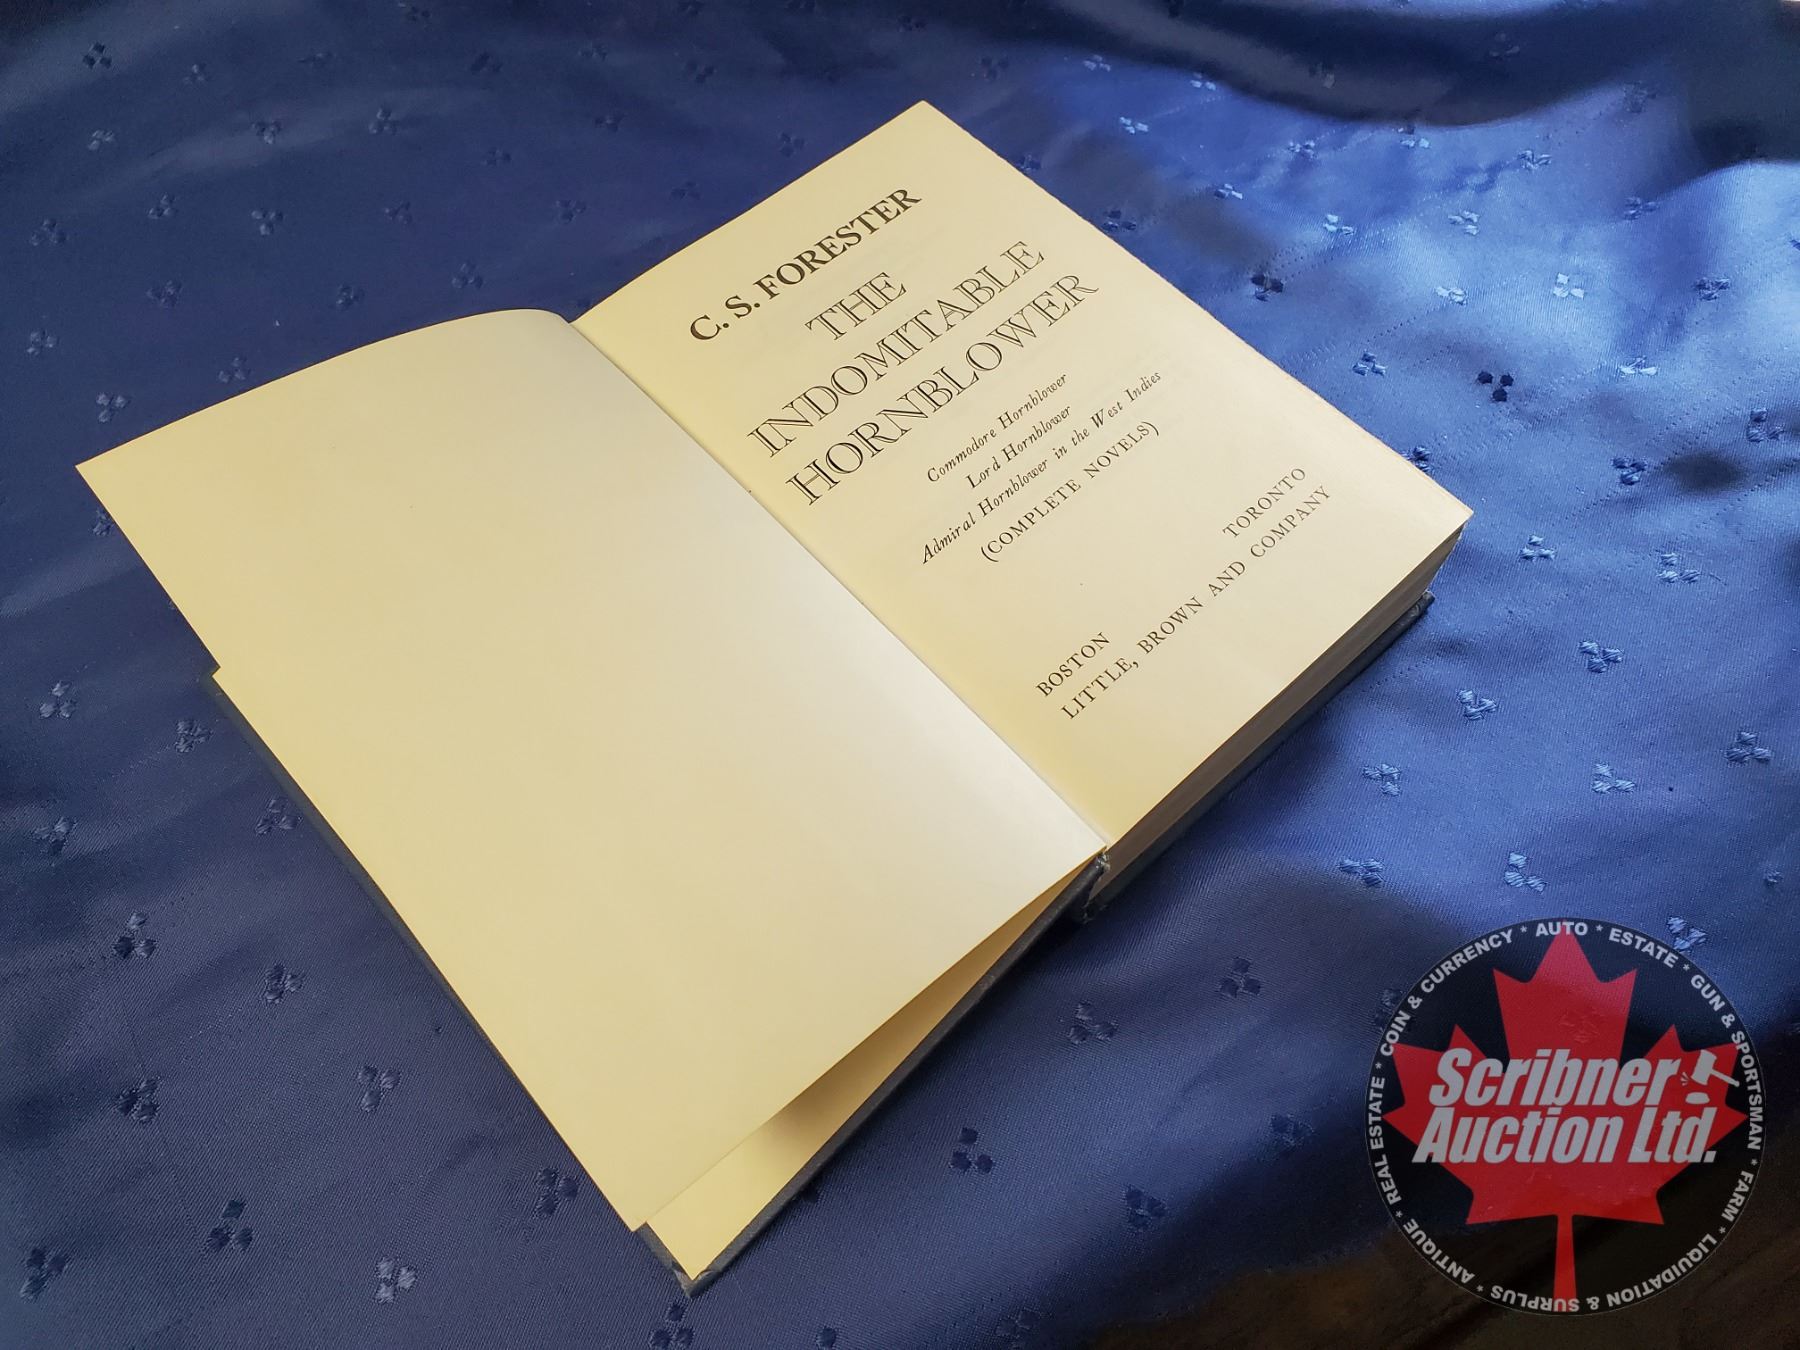 C. S. FORESTER
THE
INDOMITABLE
HORNBLOWER
Commodore Hornblower
Lord Hornblower
Admiral Hornblower in the West Indies
(COMPLETE NOVELS)
BOSTON TORONTO
LITTLE, BROWN AND COMPANY
* COIN & CURRENCY * AUTO * ESTATE * GUN & SPORTSMAN * FARM * LIQUIDATION & SURPLUS * ANTIQUE * REAL ESTATE
Scribner
Auction Ltd.